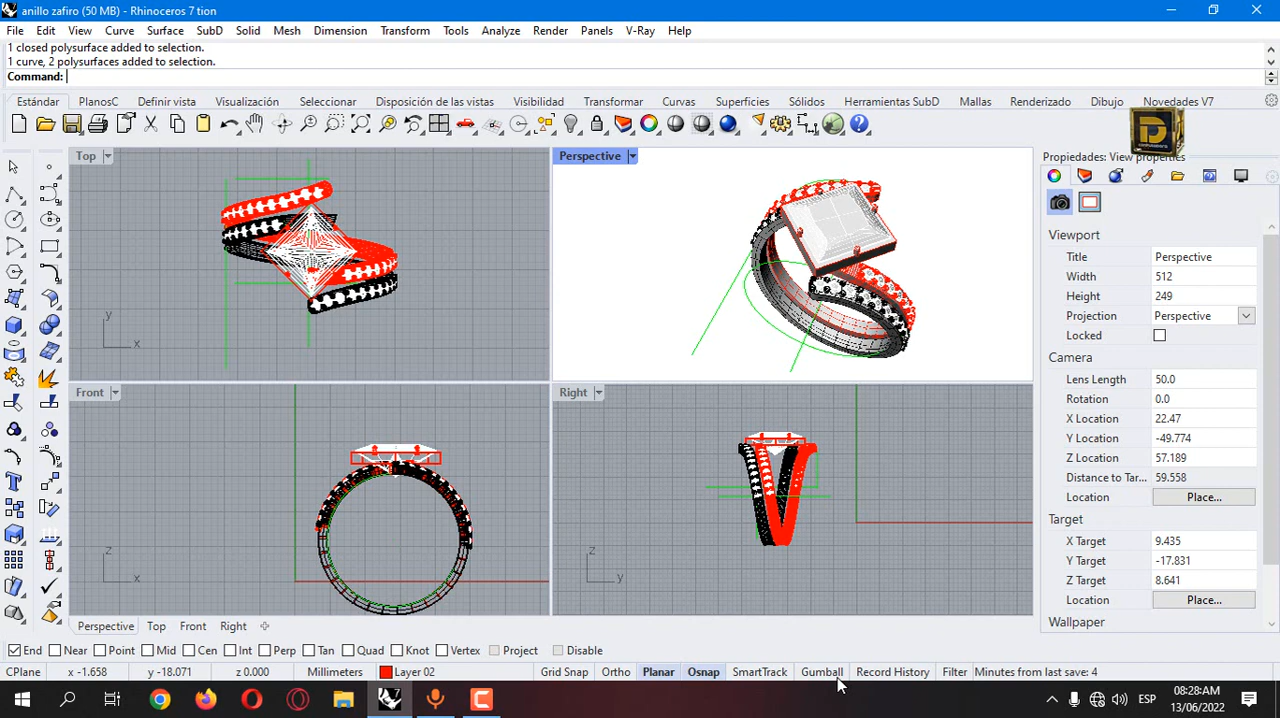 anillo zafiro (50 MB) - Rhinoceros 7 tion
File Edit View Curve Surface SubD Solid Mesh Dimension Transform Tools Analyze Render Panels V-Ray Help
1 closed polysurface added to selection.
1 curve, 2 polysurfaces added to selection.
Command:
Estándar PlanosC Definir vista Visualización Seleccionar Disposición de las vistas Visibilidad Transformar Curvas Superficies Sólidos Herramientas SubD Mallas Renderizado Dibujo Novedades V7
Top
Perspective
Propiedades: View properties
Viewport
Title Perspective
Width 512
Height 249
Projection Perspective
Locked
Camera
Lens Length 50.0
Rotation 0.0
X Location 22.47
Y Location -49.774
Z Location 57.189
Distance to Tar... 59.558
Location Place...
Target
X Target 9.435
Y Target -17.831
Z Target 8.641
Location Place...
Wallpaper
y
x
Front
Right
z
x
z
y
Perspective Top Front Right
End Near Point Mid Cen Int Perp Tan Quad Knot Vertex Project Disable
CPlane x -1.658 y -18.071 z 0.000 Millimeters Layer 02 Grid Snap Ortho Planar Osnap SmartTrack Gumball Record History Filter Minutes from last save: 4
ESP
08:28AM
13/06/2022